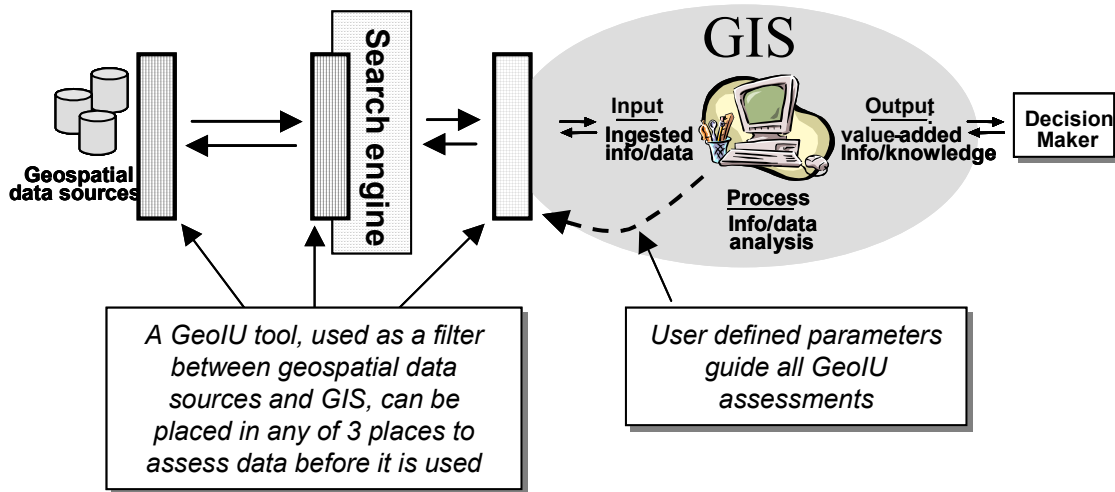 Geospatial
data sources
Search engine
GIS
Input
Ingested
info/data
Output
value-added
Info/knowledge
Process
Info/data
analysis
Decision
Maker
A GeoIU tool, used as a filter
between geospatial data
sources and GIS, can be
placed in any of 3 places to
assess data before it is used
User defined parameters
guide all GeoIU
assessments